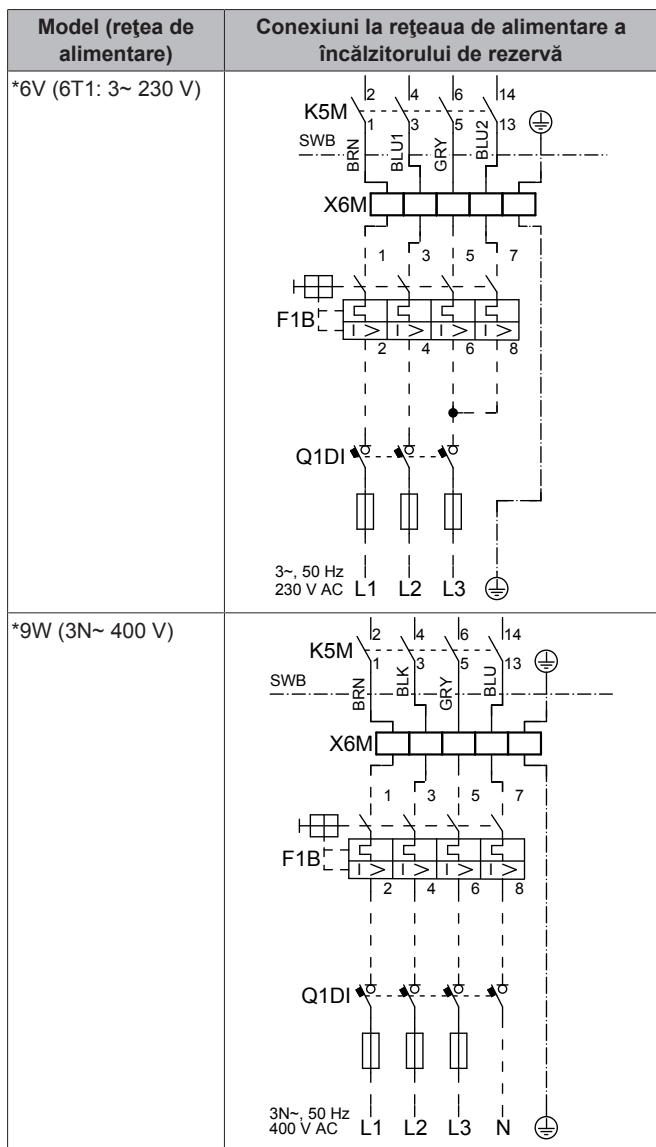 Model (reţea de alimentare)
Conexiuni la reţeaua de alimentare a încălzitorului de rezervă
*6V (6T1: 3~ 230 V)
2 4 6 14
K5M
1 3 5 13
SWB
BRN BLU1 GRY BLU2
X6M
1 3 5 7
F1B
I > I > I > I >
2 4 6 8
Q1DI
3~, 50 Hz
230 V AC L1 L2 L3
*9W (3N~ 400 V)
2 4 6 14
K5M
1 3 5 13
SWB
BRN BLK GRY BLU
X6M
1 3 5 7
F1B
I > I > I > I >
2 4 6 8
Q1DI
3N~, 50 Hz
400 V AC L1 L2 L3 N